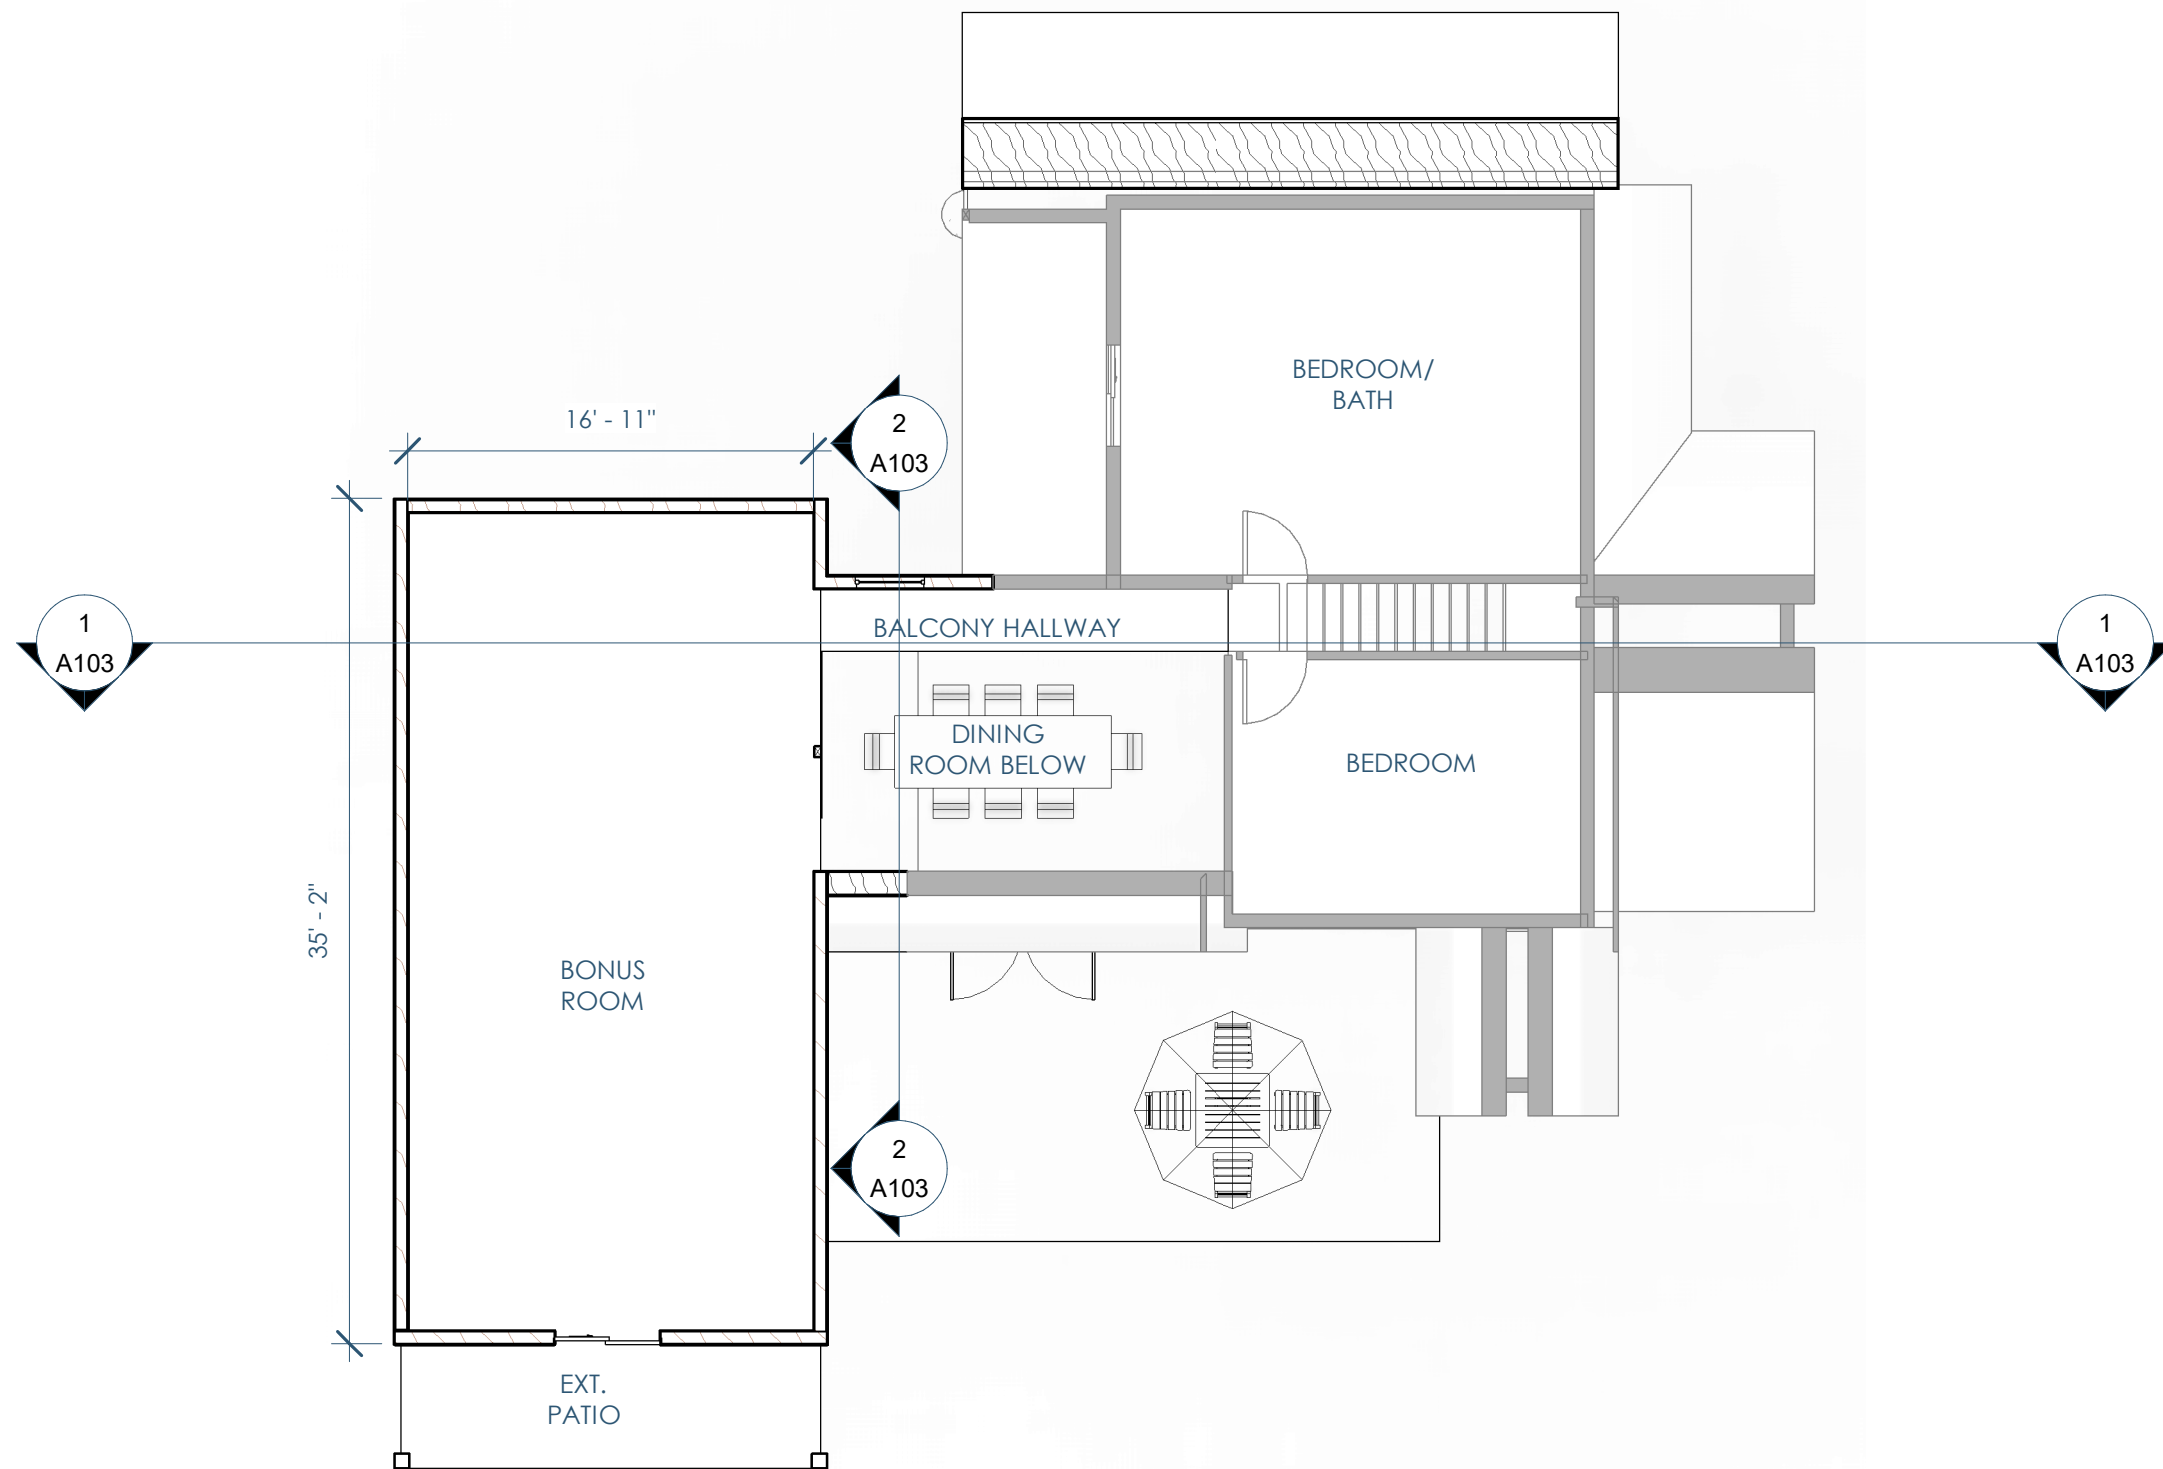 BEDROOM/
BATH
16' - 11"
2
A103
1
A103
BALCONY HALLWAY
1
A103
DINING
ROOM BELOW
BEDROOM
35' - 2"
BONUS
ROOM
2
A103
EXT.
PATIO